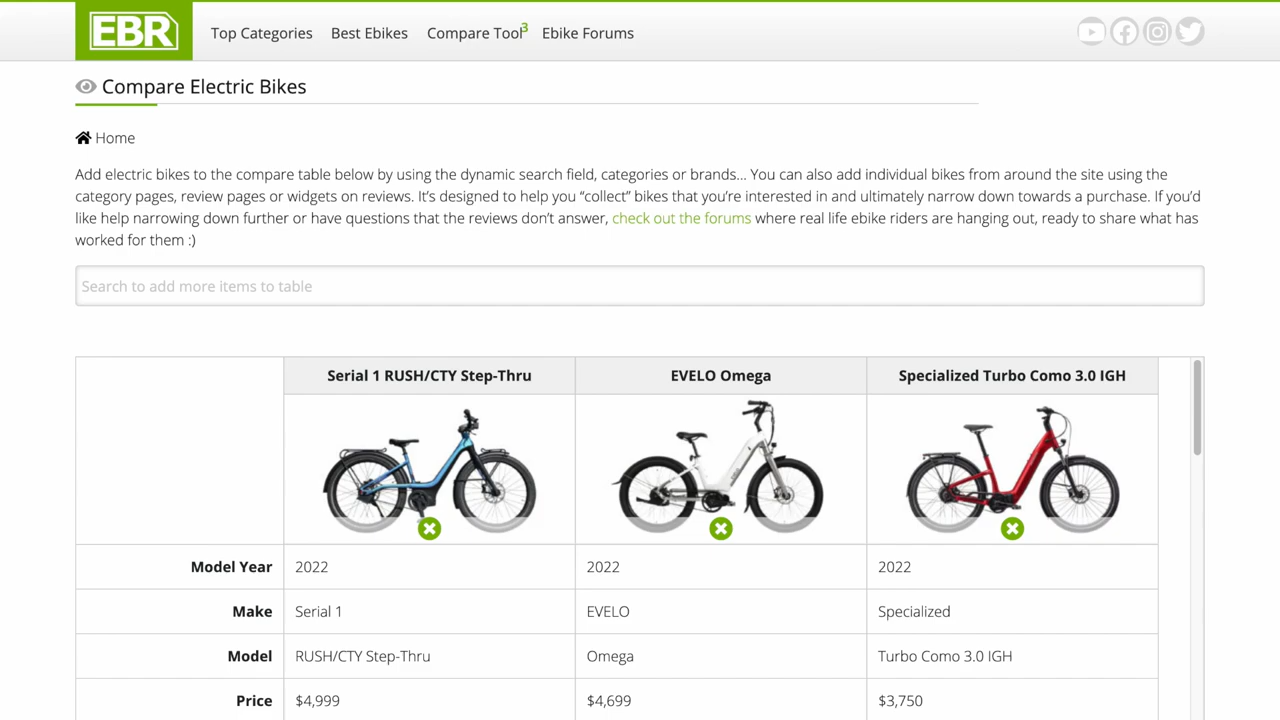 EBR
Top Categories Best Ebikes Compare Tool3 Ebike Forums
Compare Electric Bikes
Home
Add electric bikes to the compare table below by using the dynamic search field, categories or brands... You can also add individual bikes from around the site using the
category pages, review pages or widgets on reviews. It's designed to help you “collect” bikes that you're interested in and ultimately narrow down towards a purchase. If you'd
like help narrowing down further or have questions that the reviews don't answer, check out the forums where real life ebike riders are hanging out, ready to share what has
worked for them :)
Search to add more items to table
Serial 1 RUSH/CTY Step-Thru EVELO Omega Specialized Turbo Como 3.0 IGH
Model Year 2022 2022 2022
Make Serial 1 EVELO Specialized
Model RUSH/CTY Step-Thru Omega Turbo Como 3.0 IGH
Price $4,999 $4,699 $3,750